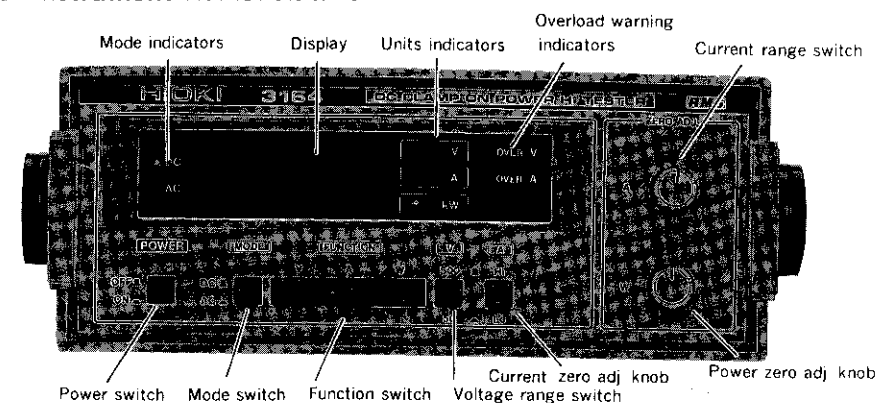 Overload warning
Mode indicators Display Units indicators indicators Current range switch
HIOKI 3164 DC CLAMP ON POWER HiTESTER RMS
ZERO ADJ
V OVER V
A OVER A
AC
kW
POWER MODE FUNCTION V A
OFF DC
ON
Power switch Mode switch Function switch Voltage range switch
Current zero adj knob
Power zero adj knob